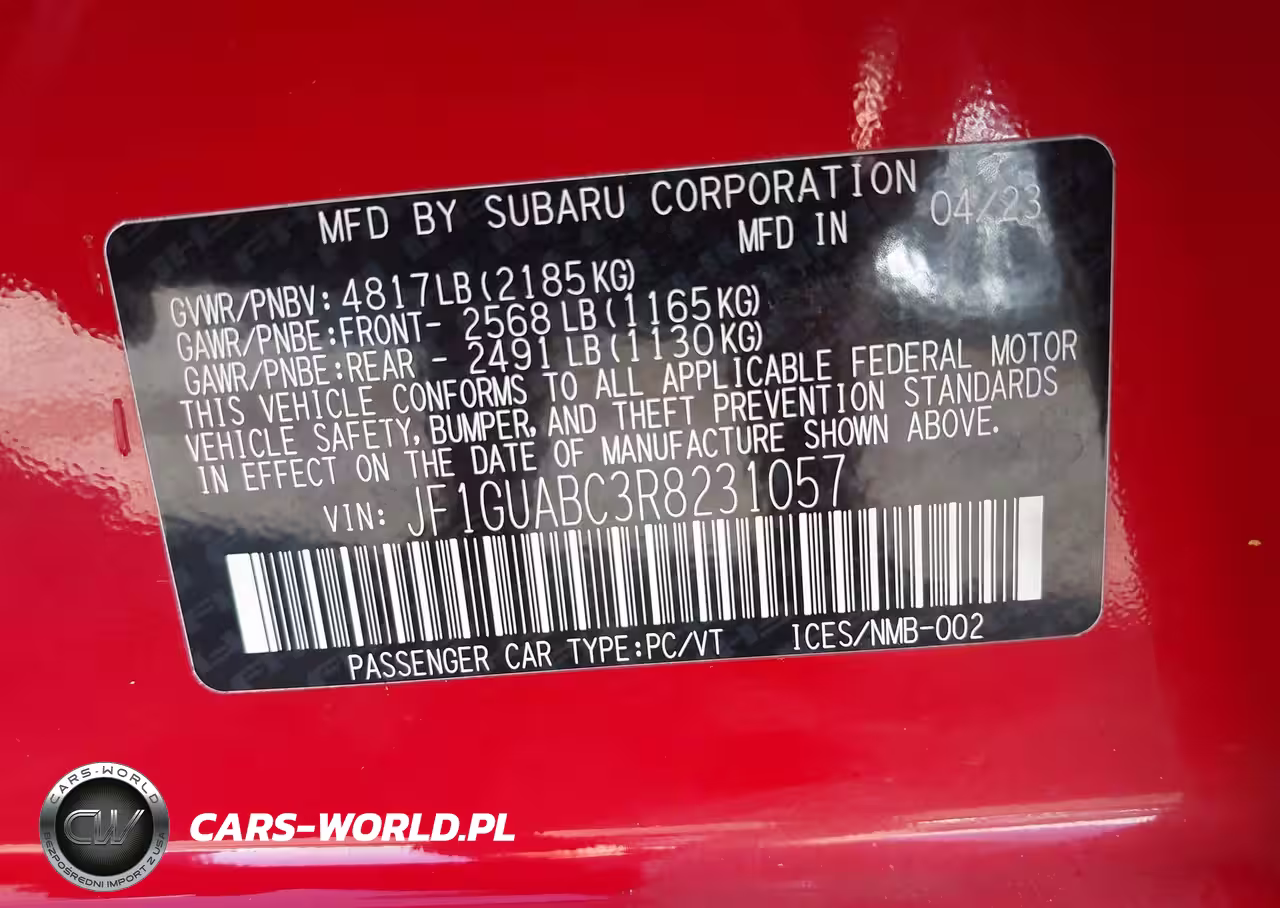 MFD BY SUBARU CORPORATION
MFD IN 04/23
GVWR/PNBV: 4817LB(2185KG)
GAWR/PNBE:FRONT- 2568 LB(1165KG)
GAWR/PNBE:REAR - 2491 LB(1130KG)
THIS VEHICLE CONFORMS TO ALL APPLICABLE FEDERAL MOTOR
VEHICLE SAFETY, BUMPER, AND THEFT PREVENTION STANDARDS
IN EFFECT ON THE DATE OF MANUFACTURE SHOWN ABOVE.
VIN: JF1GUABC3R8231057
PASSENGER CAR TYPE:PC/VT ICES/NMB-002
CARS-WORLD
CW
BEZPOŚREDNI IMPORT Z USA
CARS-WORLD.PL